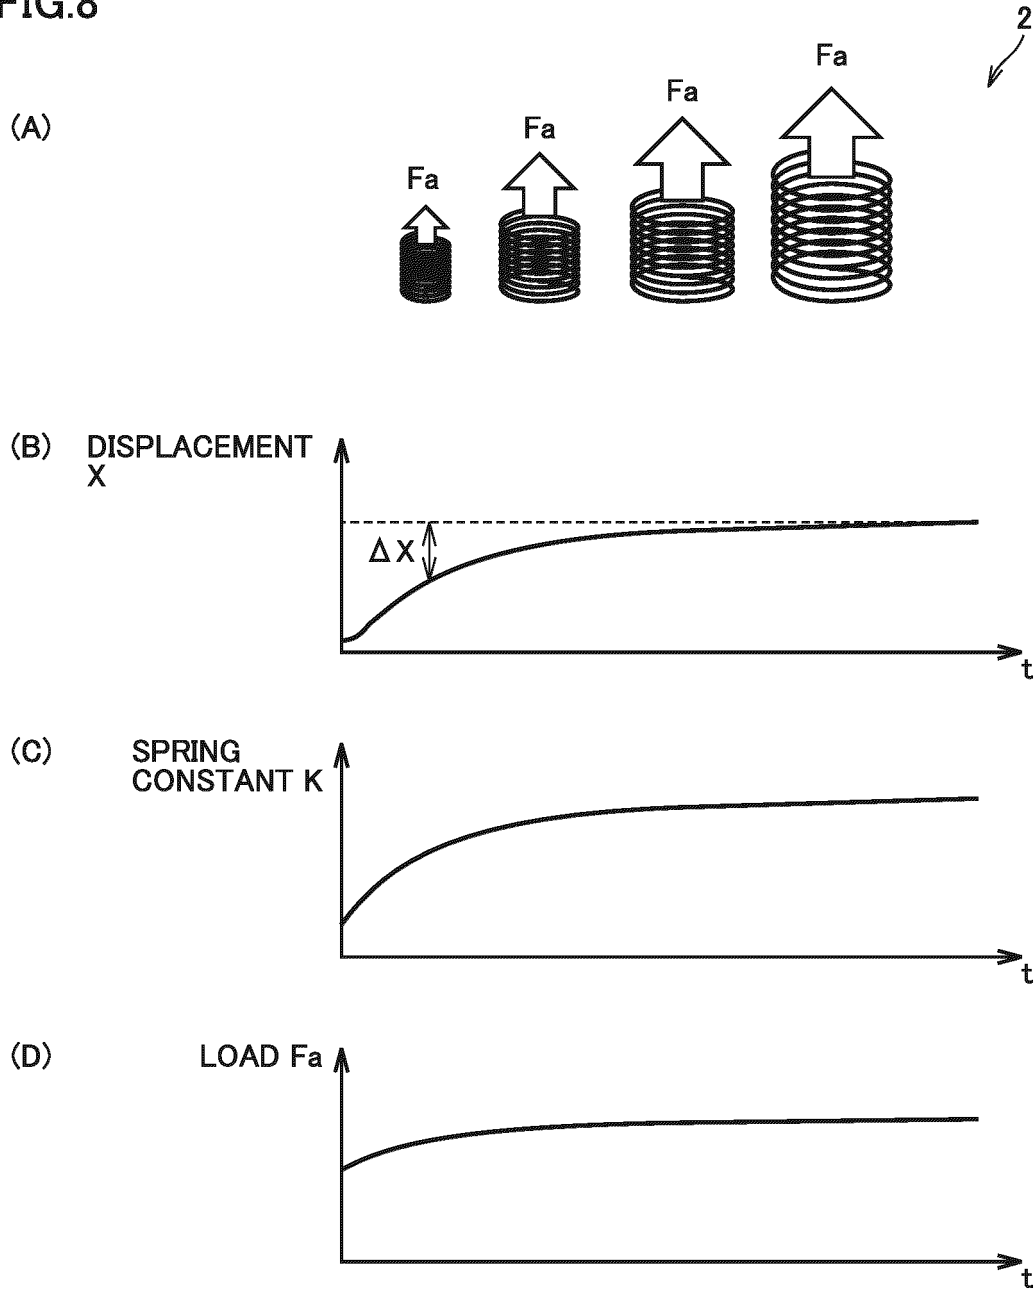 FIG.8
2
(A)
Fa
Fa
Fa
Fa
(B) DISPLACEMENT
X
ΔX
t
(C) SPRING
CONSTANT K
t
(D) LOAD Fa
t